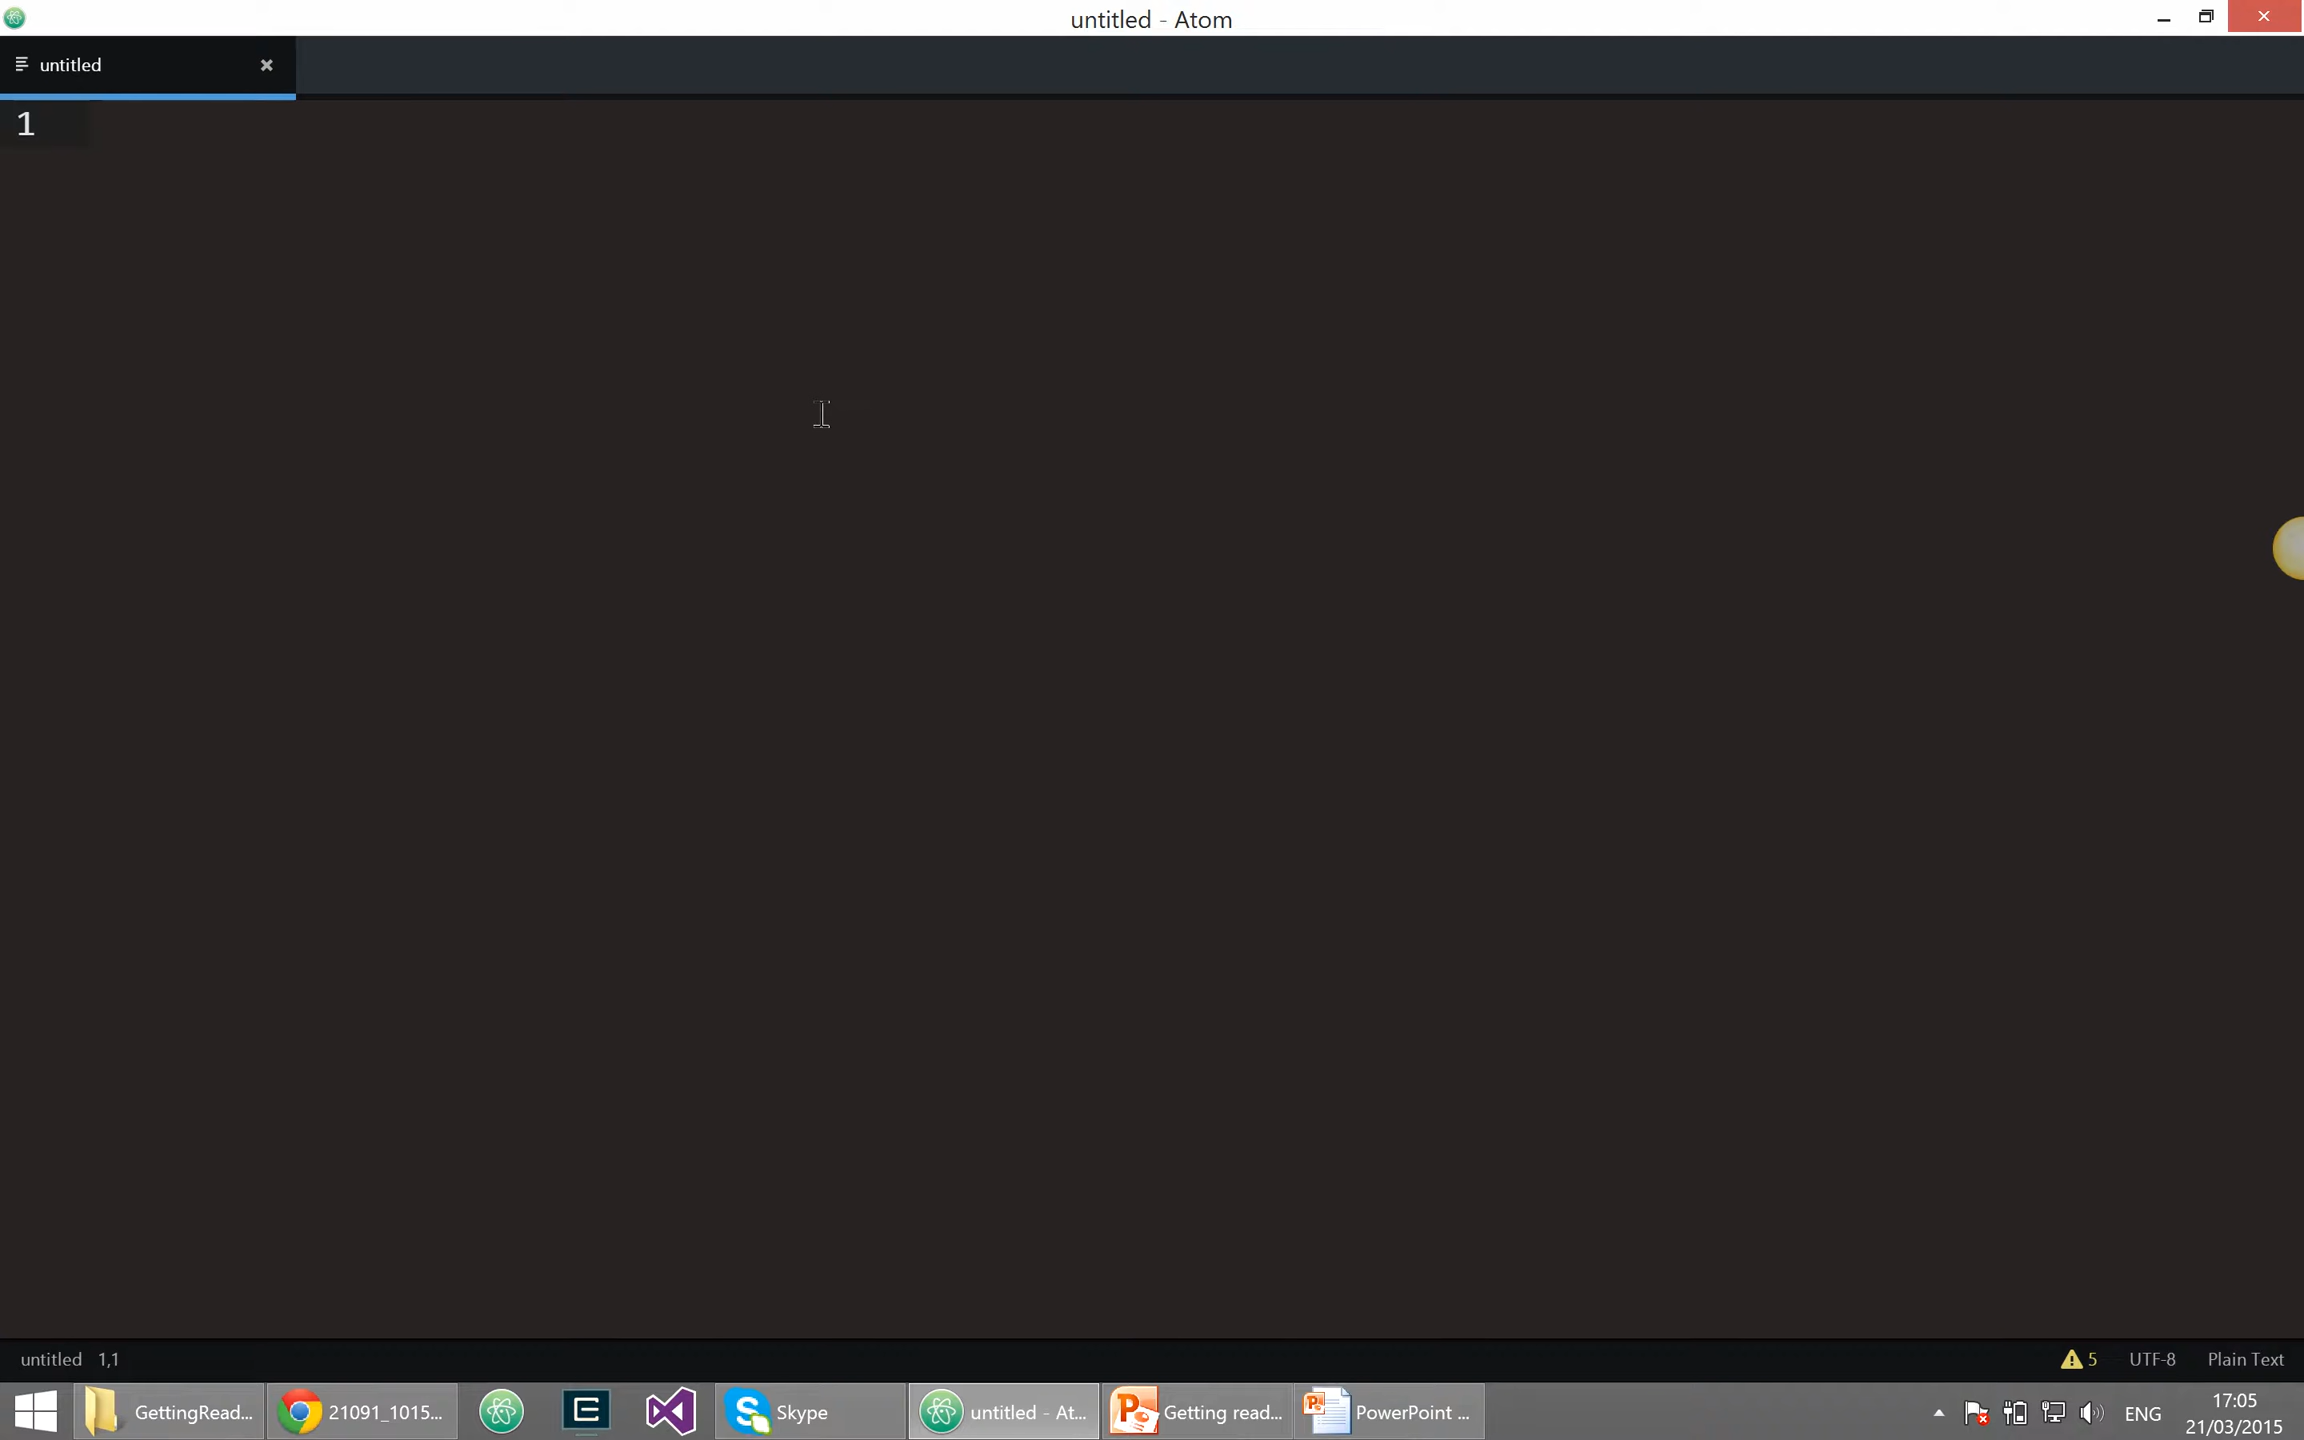 untitled - Atom
untitled
1
untitled 1,1
5 UTF-8 Plain Text
GettingRead... 21091_1015... Skype untitled - At... Getting read... PowerPoint ... ENG
17:05
21/03/2015